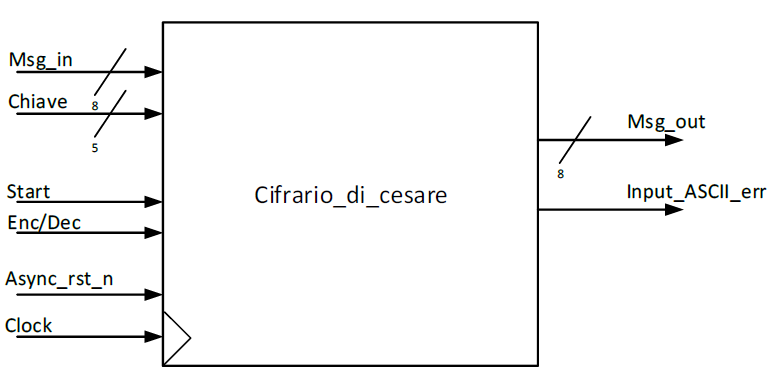 Msg_in
8
Chiave
5
Start
Enc/Dec
Async_rst_n
Clock
Cifrario_di_cesare
Msg_out
8
Input_ASCII_err